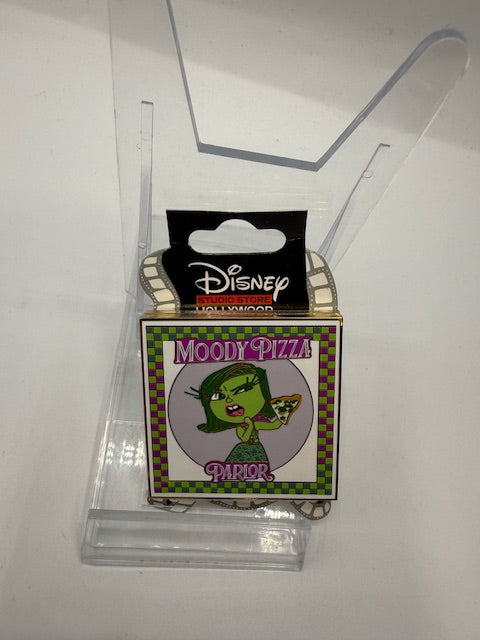 Disney
STUDIO STORE
HOLLYWOOD
MOODY PIZZA
PARLOR